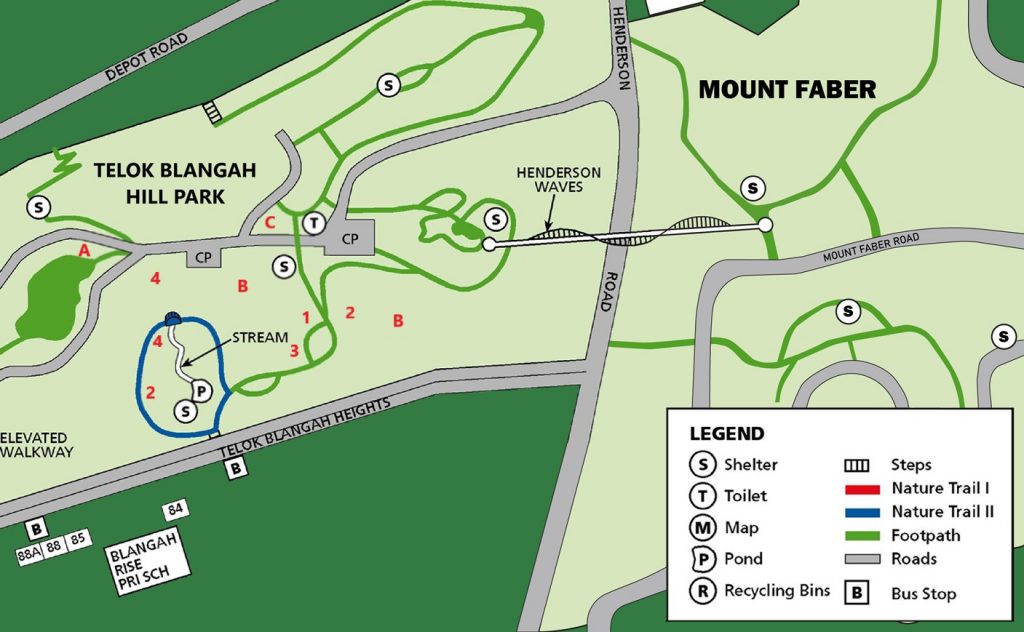 DEPOT ROAD
HENDERSON
MOUNT FABER
TELOK BLANGAH
HILL PARK
HENDERSON
WAVES
S
S
S
S
C
T
CP
CP
A
S
MOUNT FABER ROAD
4
B
ROAD
1
2
B
S
4
STREAM
3
S
2
P
S
ELEVATED
WALKWAY
TELOK BLANGAH HEIGHTS
B
B
84
88A 88 85
BLANGAH
RISE
PRI SCH
LEGEND
S Shelter
T Toilet
M Map
P Pond
R Recycling Bins
Steps
Nature Trail I
Nature Trail II
Footpath
Roads
B Bus Stop